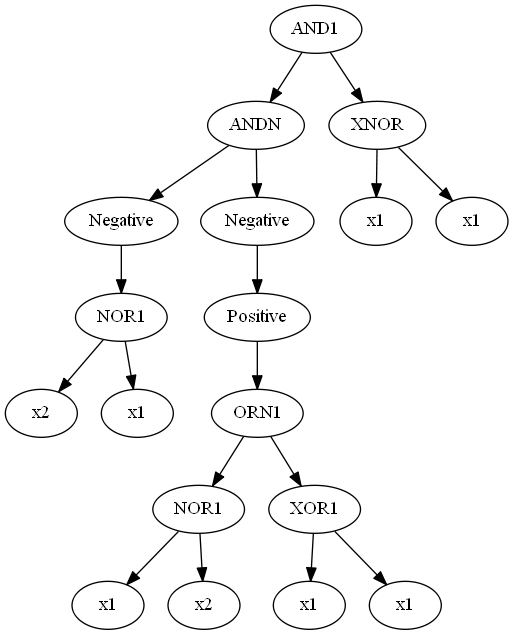 AND1
ANDN
XNOR
Negative
Negative
x1
x1
NOR1
Positive
x2
x1
ORN1
NOR1
XOR1
x1
x2
x1
x1